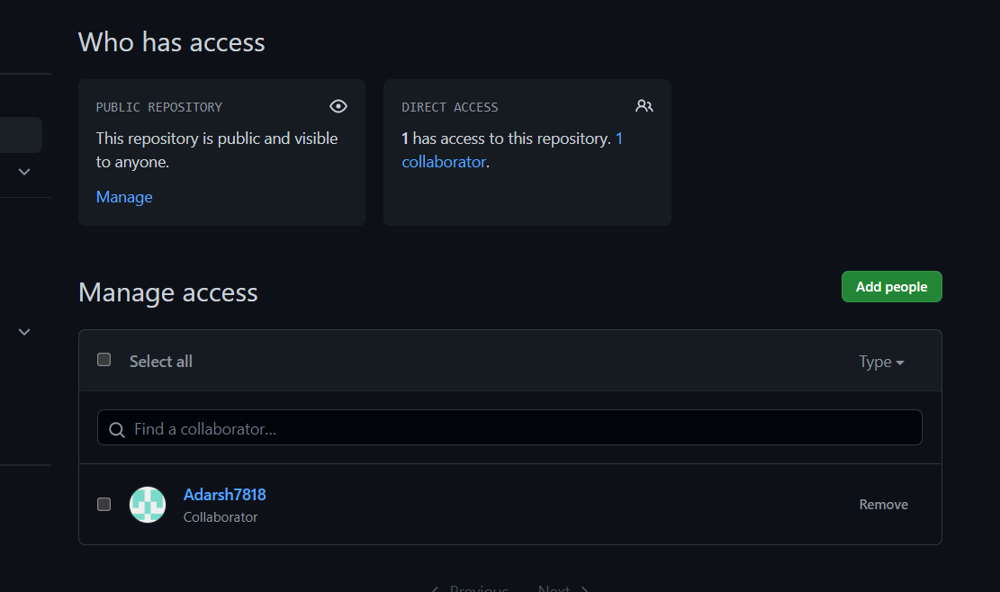 Who has access
PUBLIC REPOSITORY
This repository is public and visible
to anyone.
Manage
DIRECT ACCESS
1 has access to this repository. 1
collaborator.
Manage access
Add people
Select all
Type
Find a collaborator...
Adarsh7818
Collaborator
Remove
Previous Next